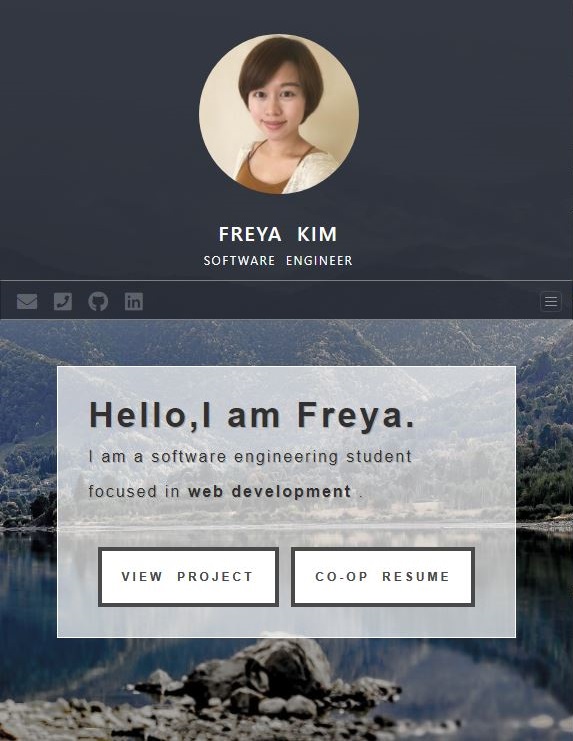 FREYA KIM
SOFTWARE ENGINEER
Hello,I am Freya.
I am a software engineering student
focused in web development .
VIEW PROJECT
CO-OP RESUME